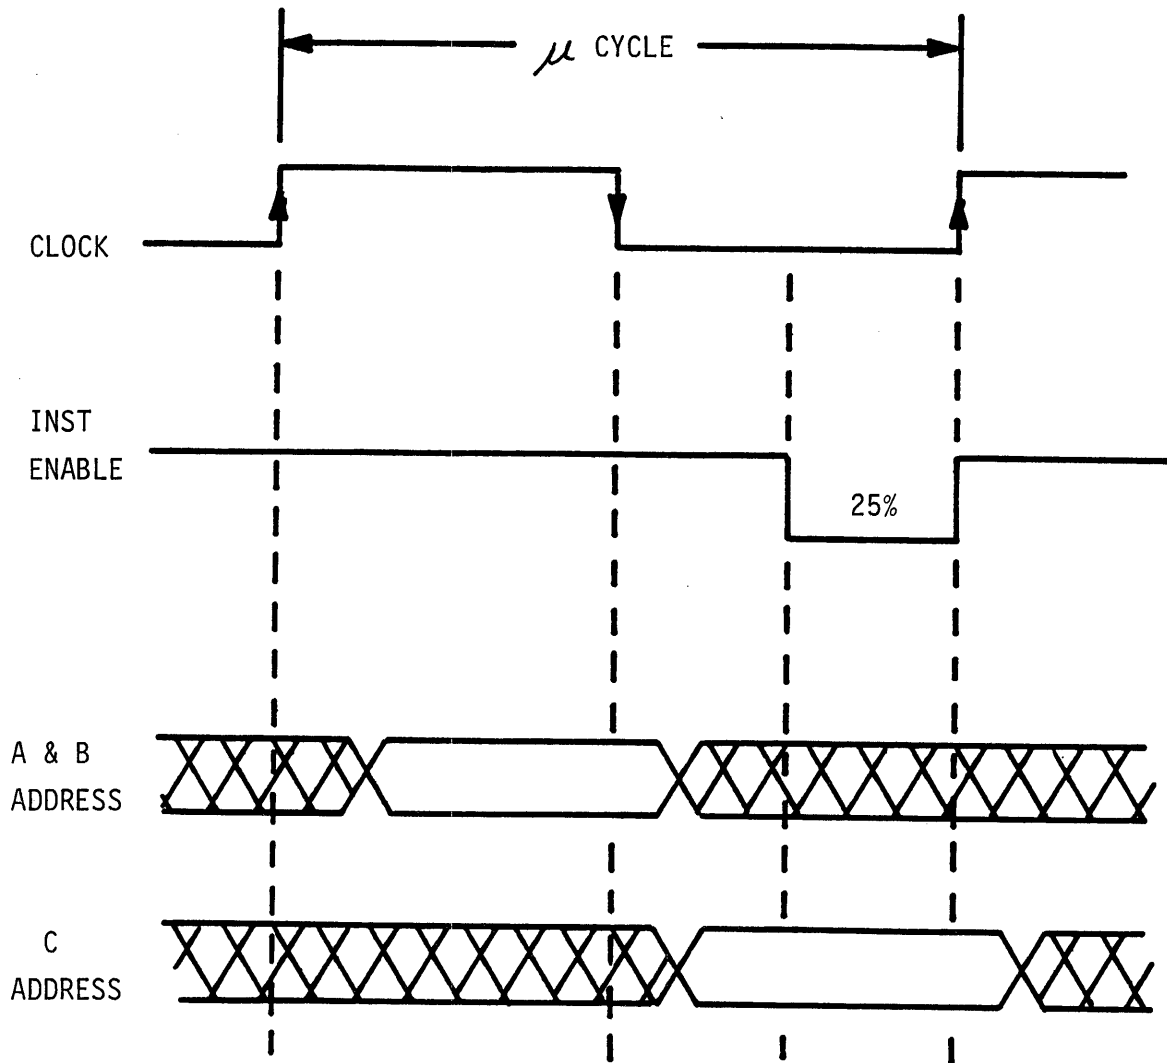 μ CYCLE
CLOCK
INST
ENABLE
25%
A & B
ADDRESS
C
ADDRESS